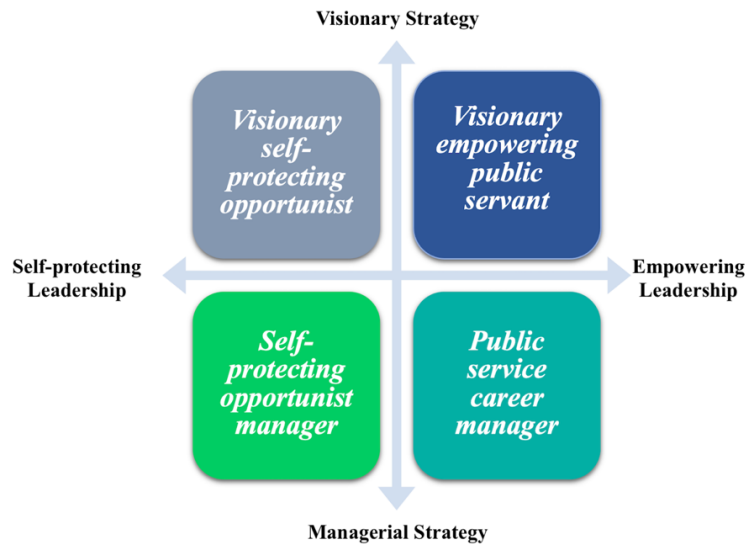 Visionary Strategy
Visionary
self-
protecting
opportunist
Visionary
empowering
public
servant
Self-protecting
Leadership
Empowering
Leadership
Self-
protecting
opportunist
manager
Public
service
career
manager
Managerial Strategy